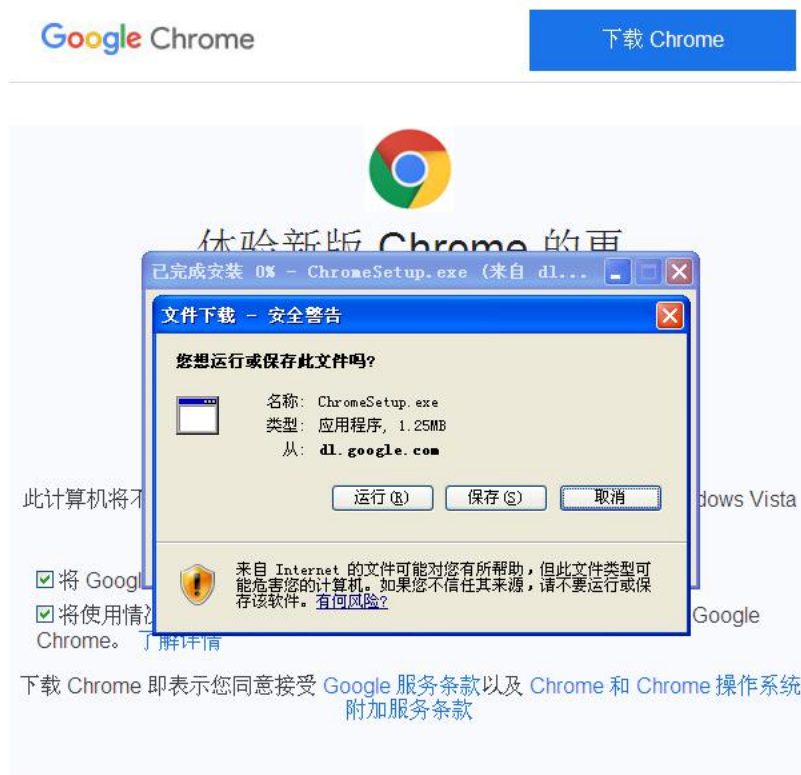 Google Chrome
下载 Chrome
体验新版 Chrome 的更
已完成安装 0% - ChromeSetup.exe (来自 dl...
文件下载 - 安全警告
您想运行或保存此文件吗?
名称: ChromeSetup.exe
类型: 应用程序, 1.25MB
从: dl.google.com
运行(R) 保存(S) 取消
此计算机将不 dows Vista
来自 Internet 的文件可能对您有所帮助,但此文件类型可
能危害您的计算机。如果您不信任其来源,请不要运行或保
存该软件。有何风险?
将 Googl
将使用情况 Google
Chrome。 了解详情
下载 Chrome 即表示您同意接受 Google 服务条款以及 Chrome 和 Chrome 操作系统
附加服务条款